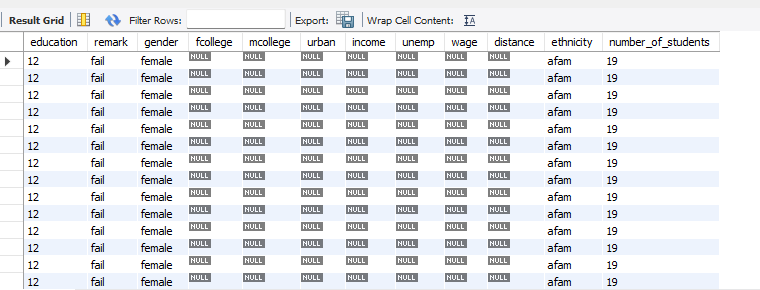 Result Grid Filter Rows: Export: Wrap Cell Content: IA
education remark gender fcollege mcollege urban income unemp wage distance ethnicity number_of_students
12 fail female NULL NULL NULL NULL NULL NULL NULL afam 19
12 fail female NULL NULL NULL NULL NULL NULL NULL afam 19
12 fail female NULL NULL NULL NULL NULL NULL NULL afam 19
12 fail female NULL NULL NULL NULL NULL NULL NULL afam 19
12 fail female NULL NULL NULL NULL NULL NULL NULL afam 19
12 fail female NULL NULL NULL NULL NULL NULL NULL afam 19
12 fail female NULL NULL NULL NULL NULL NULL NULL afam 19
12 fail female NULL NULL NULL NULL NULL NULL NULL afam 19
12 fail female NULL NULL NULL NULL NULL NULL NULL afam 19
12 fail female NULL NULL NULL NULL NULL NULL NULL afam 19
12 fail female NULL NULL NULL NULL NULL NULL NULL afam 19
12 fail female NULL NULL NULL NULL NULL NULL NULL afam 19
12 fail female NULL NULL NULL NULL NULL NULL NULL afam 19
12 fail female NULL NULL NULL NULL NULL NULL NULL afam 19